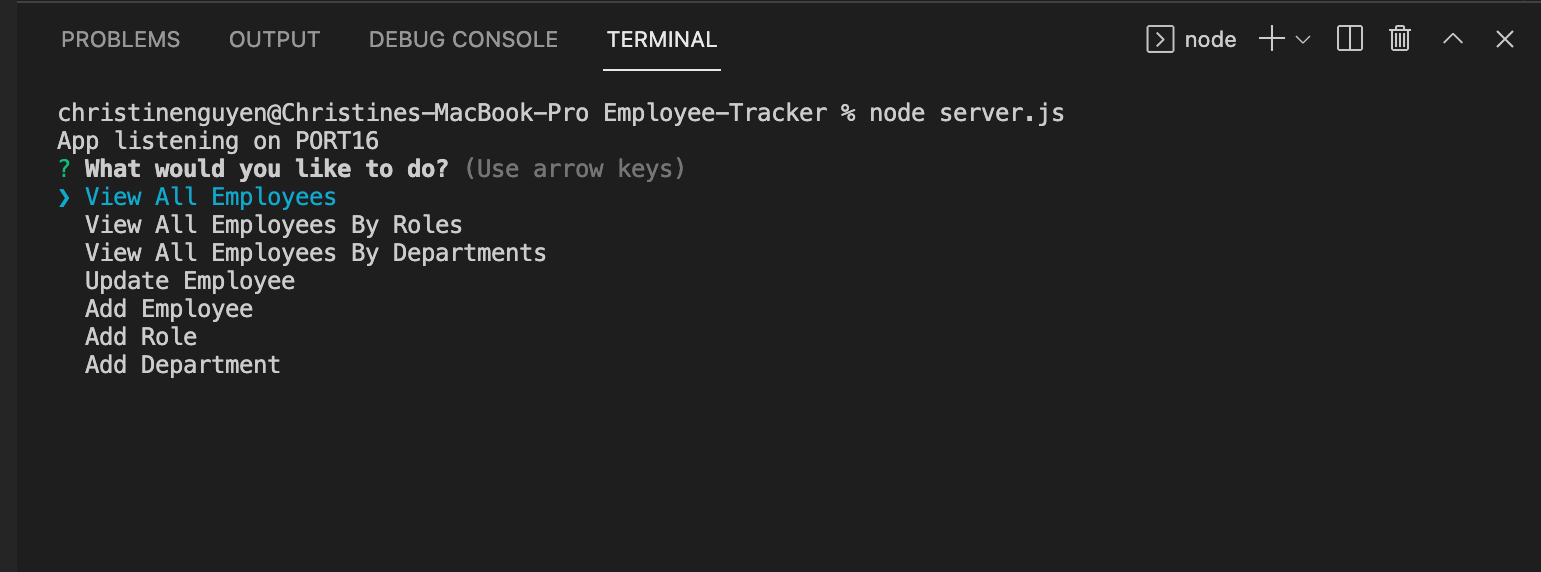 PROBLEMS OUTPUT DEBUG CONSOLE TERMINAL node
christinenguyen@Christines-MacBook-Pro Employee-Tracker % node server.js
App listening on PORT16
? What would you like to do? (Use arrow keys)
❯ View All Employees
View All Employees By Roles
View All Employees By Departments
Update Employee
Add Employee
Add Role
Add Department